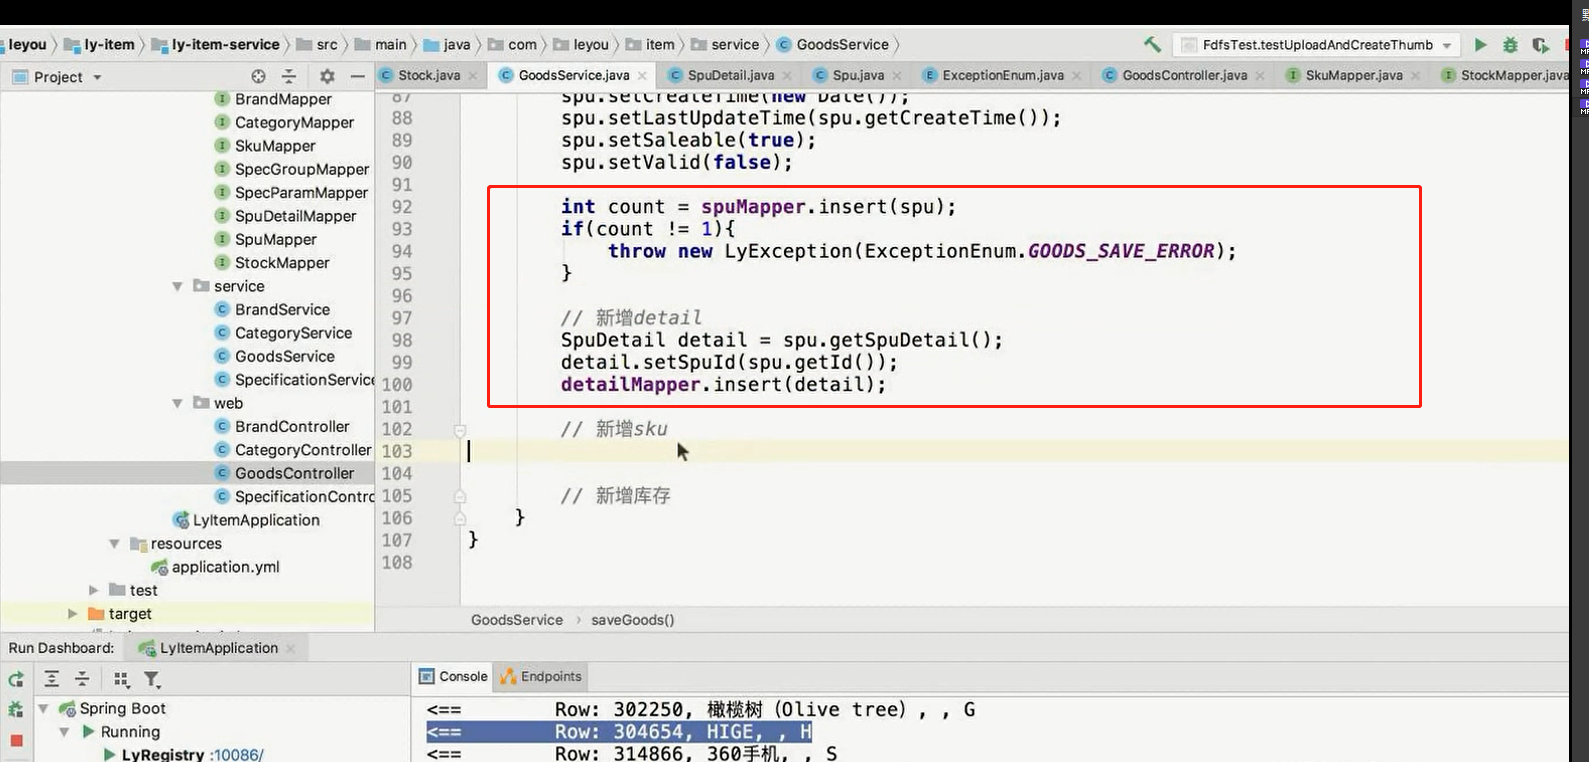 leyou ly-item ly-item-service src main java com leyou item service GoodsService FdfsTest.testUploadAndCreateThumb
Project Stock.java GoodsService.java SpuDetail.java Spu.java ExceptionEnum.java GoodsController.java SkuMapper.java StockMapper.java
BrandMapper
CategoryMapper
SkuMapper
SpecGroupMapper
SpecParamMapper
SpuDetailMapper
SpuMapper
StockMapper
service
BrandService
CategoryService
GoodsService
SpecificationService
web
BrandController
CategoryController
GoodsController
SpecificationContro
LyItemApplication
resources
application.yml
test
target
87 spu.setCreateTime(new Date());
88 spu.setLastUpdateTime(spu.getCreateTime());
89 spu.setSaleable(true);
90 spu.setValid(false);
91
92 int count = spuMapper.insert(spu);
93 if(count != 1){
94 throw new LyException(ExceptionEnum.GOODS_SAVE_ERROR);
95 }
96
97 // 新增detail
98 SpuDetail detail = spu.getSpuDetail();
99 detail.setSpuId(spu.getId());
100 detailMapper.insert(detail);
101
102 // 新增sku
103
104
105 // 新增库存
106 }
107 }
108
GoodsService saveGoods()
Run Dashboard: LyItemApplication
Console Endpoints
Spring Boot
Running
LyRegistry :10086/
<== Row: 302250, 橄榄树（Olive tree）, , G
<== Row: 304654, HIGE, , H
<== Row: 314866, 360手机, , S